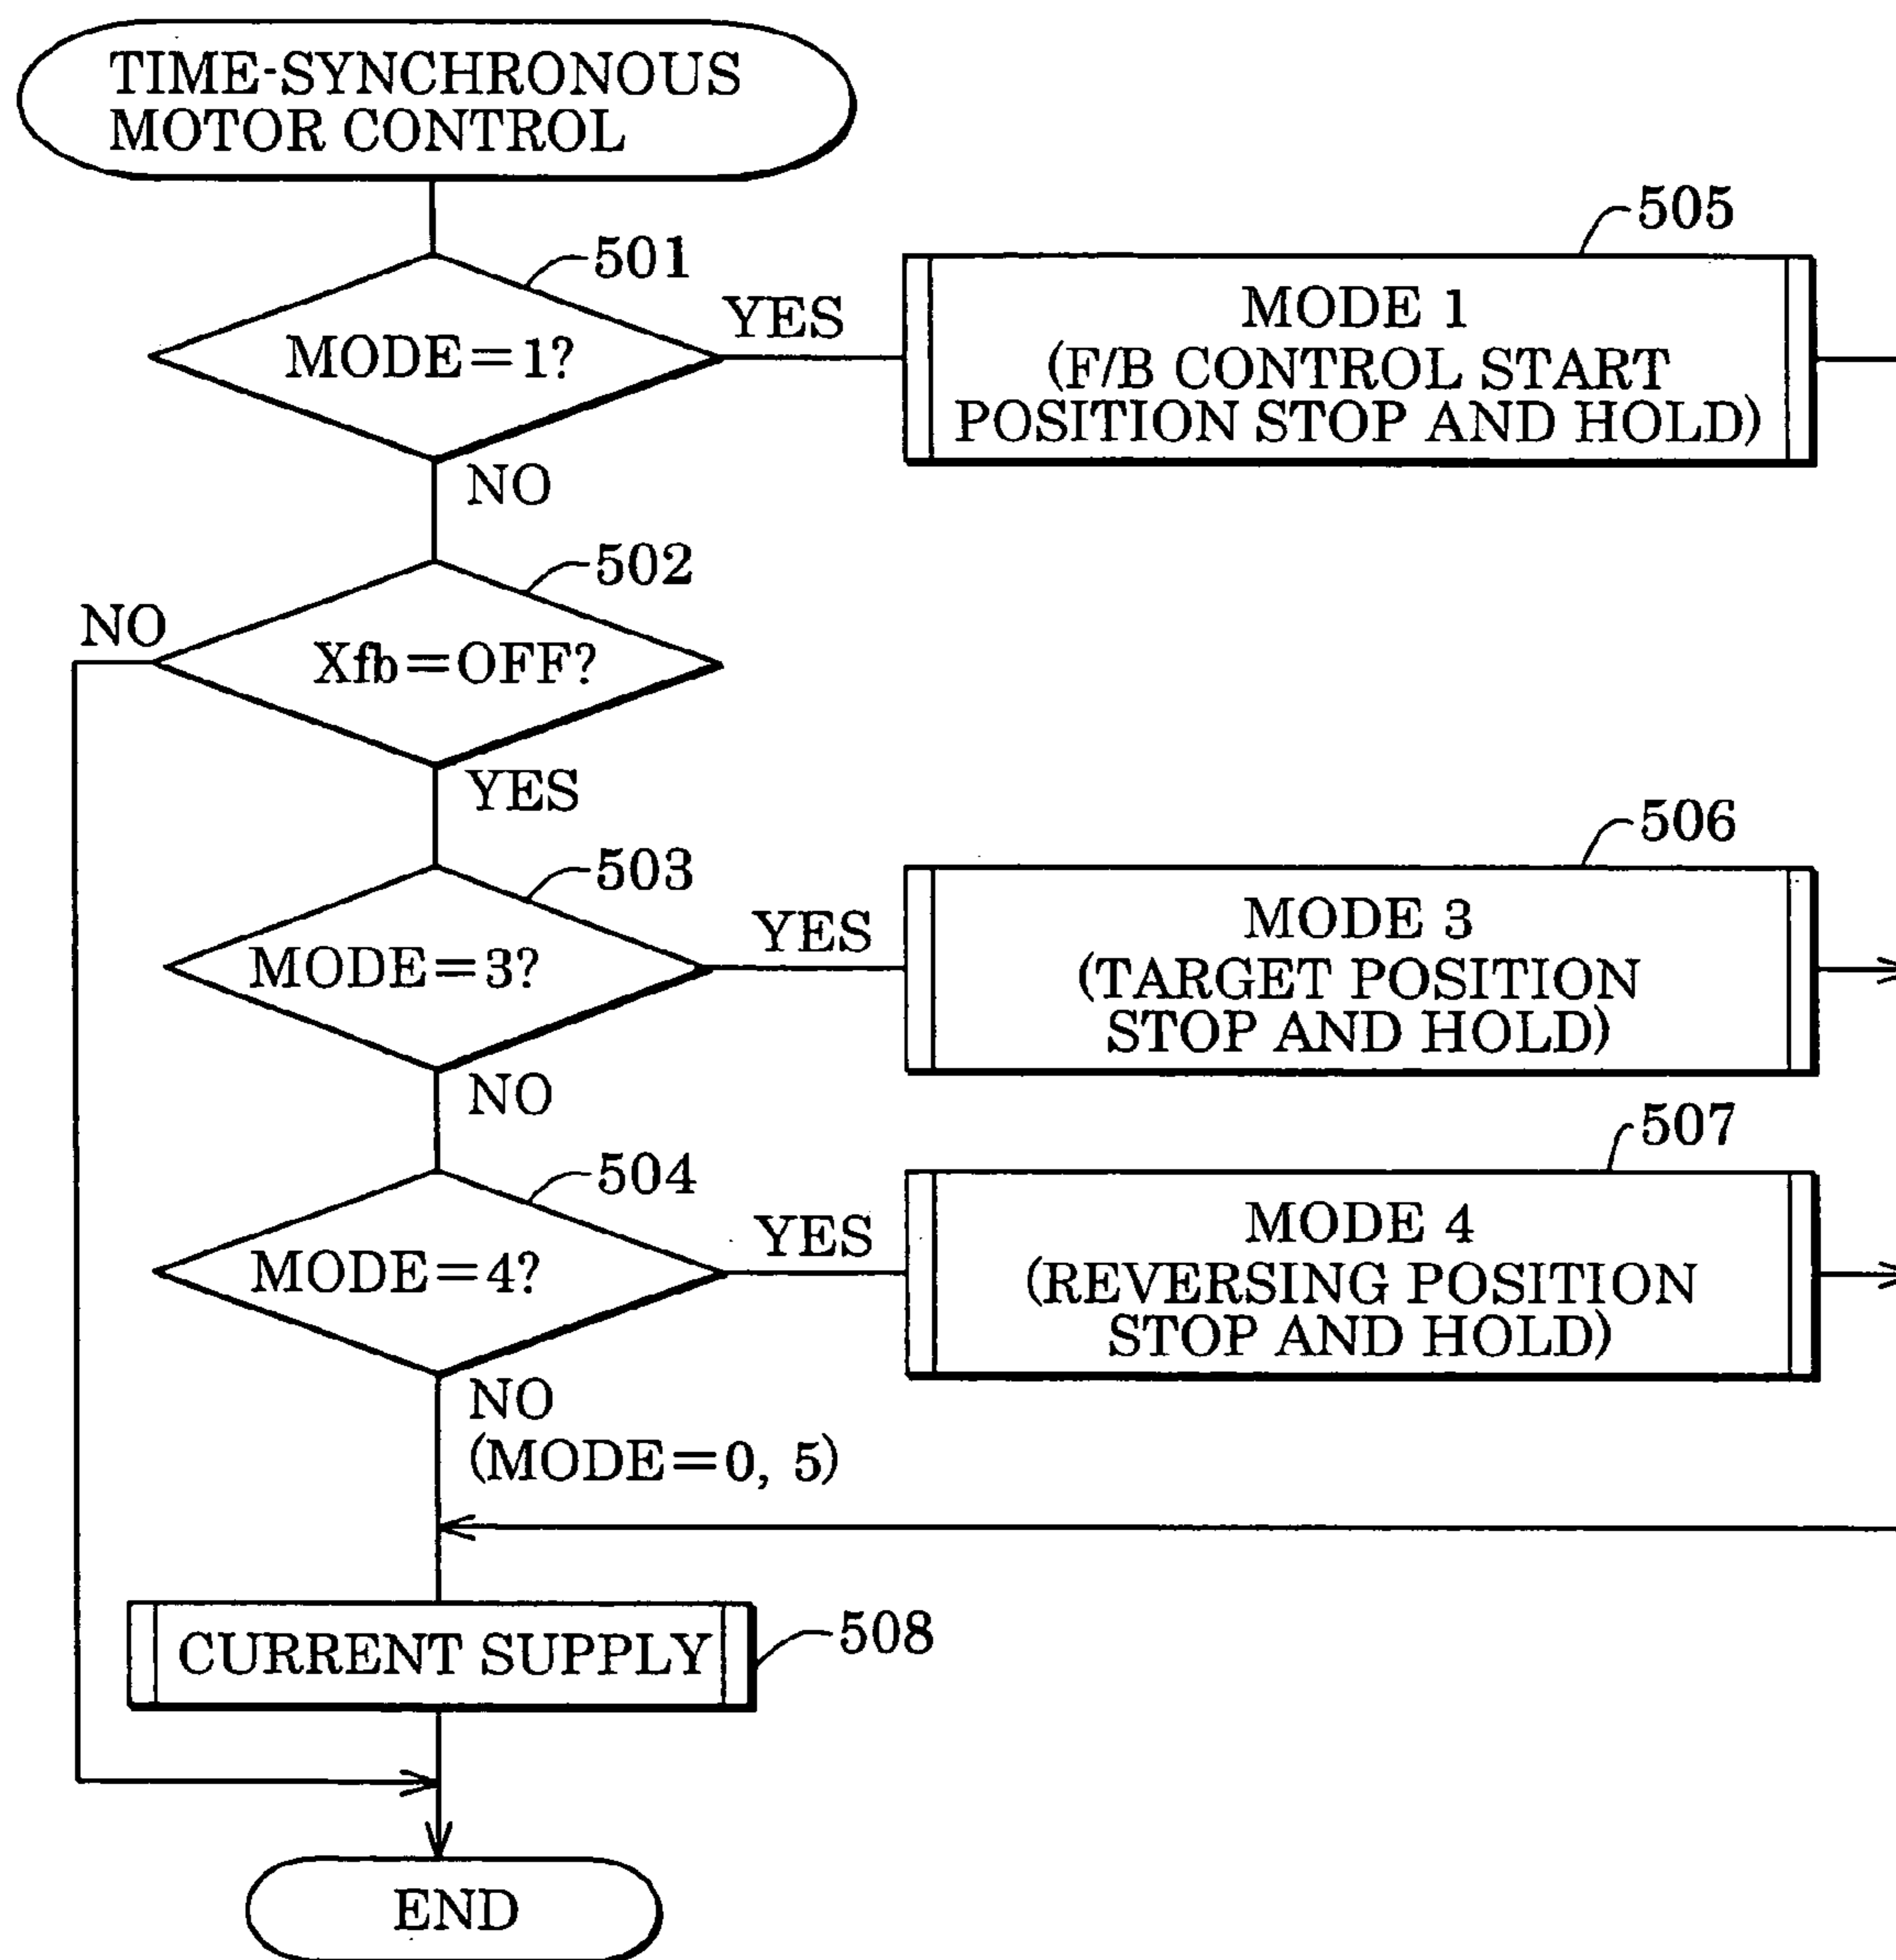 TIME-SYNCHRONOUS
MOTOR CONTROL
501
MODE=1?
YES
505
MODE 1
(F/B CONTROL START
POSITION STOP AND HOLD)
NO
502
NO
Xfb=OFF?
YES
503
MODE=3?
YES
506
MODE 3
(TARGET POSITION
STOP AND HOLD)
NO
504
MODE=4?
YES
507
MODE 4
(REVERSING POSITION
STOP AND HOLD)
NO
(MODE=0, 5)
CURRENT SUPPLY
508
END